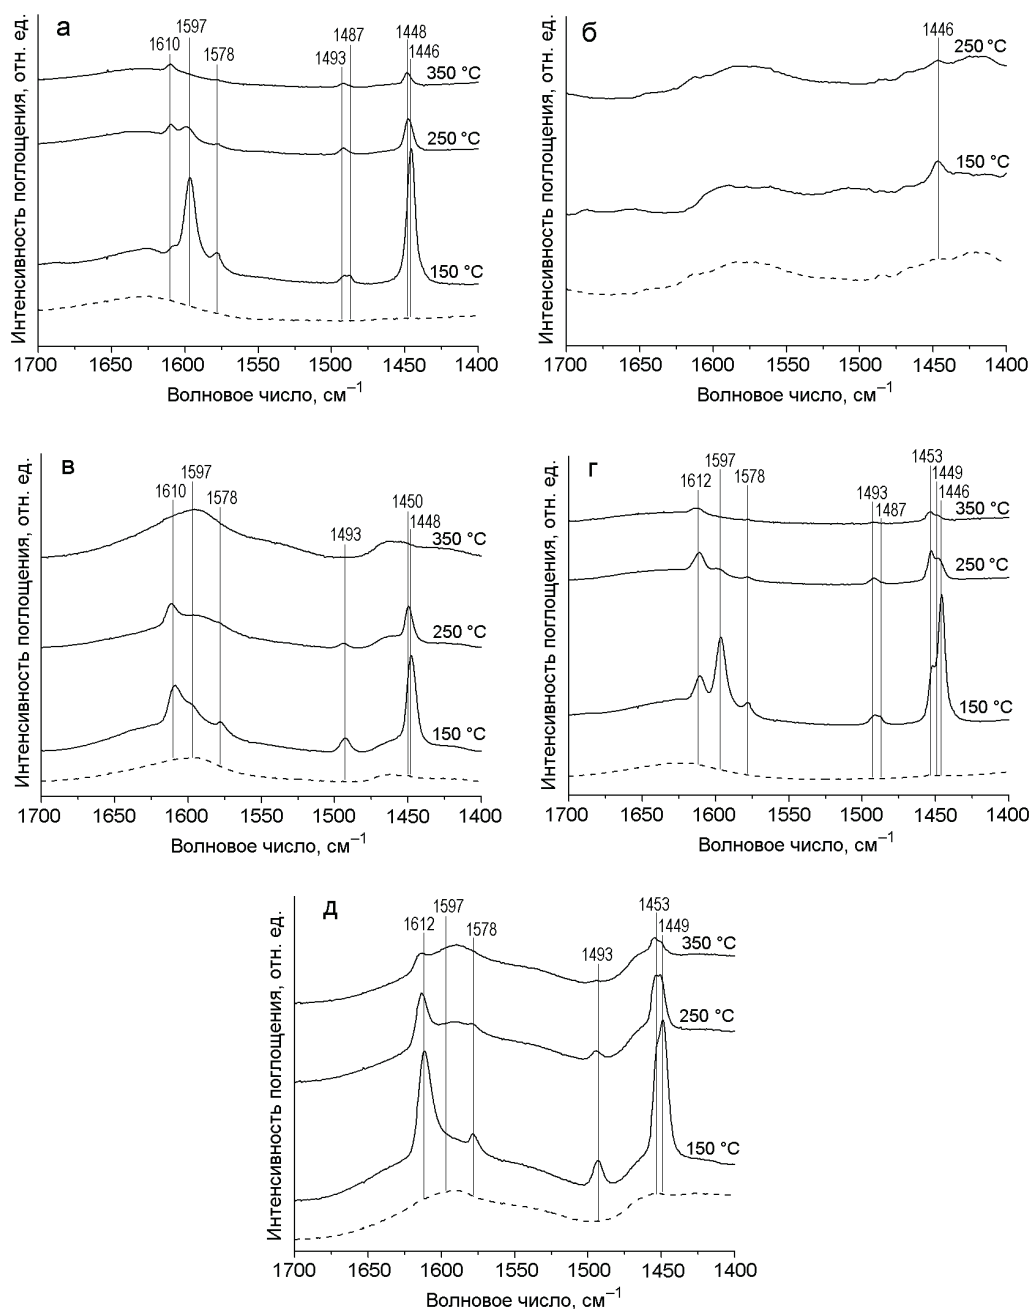 а
1597
1610
1578
1487
1493
1448
1446
350 °C
250 °C
150 °C
Интенсивность поглощения, отн. ед.
1700 1650 1600 1550 1500 1450 1400
Волновое число, см–1
б
1446
250 °C
150 °C
Интенсивность поглощения, отн. ед.
1700 1650 1600 1550 1500 1450 1400
Волновое число, см–1
в
1597
1610
1578
1493
1450
1448
350 °C
250 °C
150 °C
Интенсивность поглощения, отн. ед.
1700 1650 1600 1550 1500 1450 1400
Волновое число, см–1
г
1597
1612
1578
1493
1487
1453
1449
1446
350 °C
250 °C
150 °C
Интенсивность поглощения, отн. ед.
1700 1650 1600 1550 1500 1450 1400
Волновое число, см–1
д
1597
1612
1578
1493
1453
1449
350 °C
250 °C
150 °C
Интенсивность поглощения, отн. ед.
1700 1650 1600 1550 1500 1450 1400
Волновое число, см–1